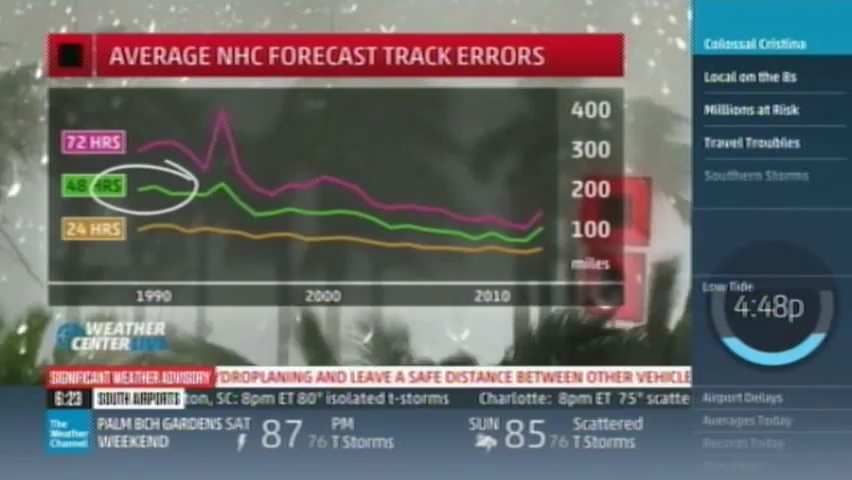 AVERAGE NHC FORECAST TRACK ERRORS
400
72 HRS
300
48 HRS
200
24 HRS
100
miles
1990
2000
2010
WEATHER
CENTER LIVE
SIGNIFICANT WEATHER ADVISORY
YDROPLANING AND LEAVE A SAFE DISTANCE BETWEEN OTHER VEHICLE
6:23
SOUTH AIRPORTS
ton, SC: 8pm ET 80° isolated t-storms
Charlotte: 8pm ET 75° scatte
The
Weather
Channel
PALM BCH GARDENS
WEEKEND
SAT
87
76
PM
T Storms
SUN
85
76
Scattered
T Storms
Colossal Cristina
Local on the 8s
Millions at Risk
Travel Troubles
Southern Storms
Low Tide
4:48p
Airport Delays
Averages Today
Records Today